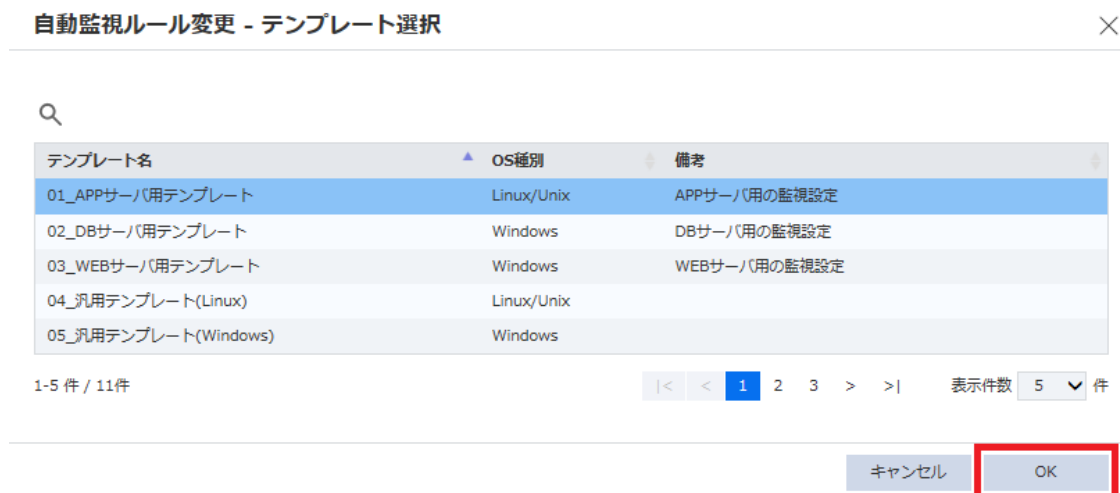 自動監視ルール変更 - テンプレート選択
テンプレート名 OS種別 備考
01_APPサーバ用テンプレート Linux/Unix APPサーバ用の監視設定
02_DBサーバ用テンプレート Windows DBサーバ用の監視設定
03_WEBサーバ用テンプレート Windows WEBサーバ用の監視設定
04_汎用テンプレート(Linux) Linux/Unix
05_汎用テンプレート(Windows) Windows
1-5 件 / 11件 |< < 1 2 3 > >| 表示件数 5 件
キャンセル OK